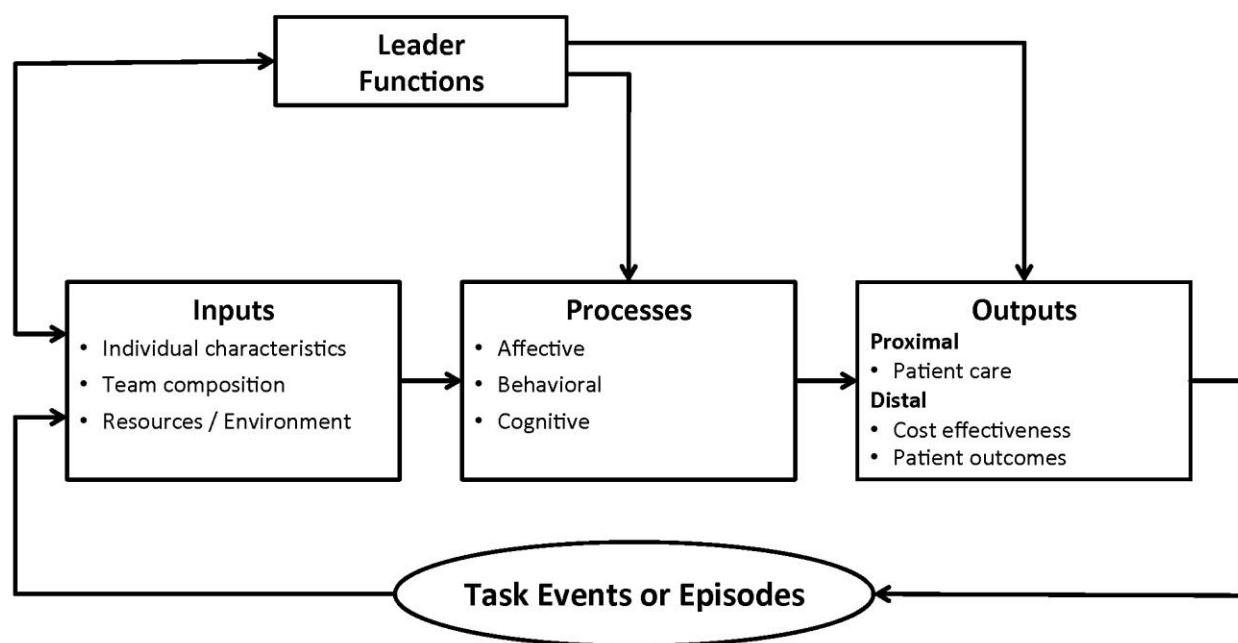 Leader
Functions
Inputs
• Individual characteristics
• Team composition
• Resources / Environment
Processes
• Affective
• Behavioral
• Cognitive
Outputs
Proximal
• Patient care
Distal
• Cost effectiveness
• Patient outcomes
Task Events or Episodes